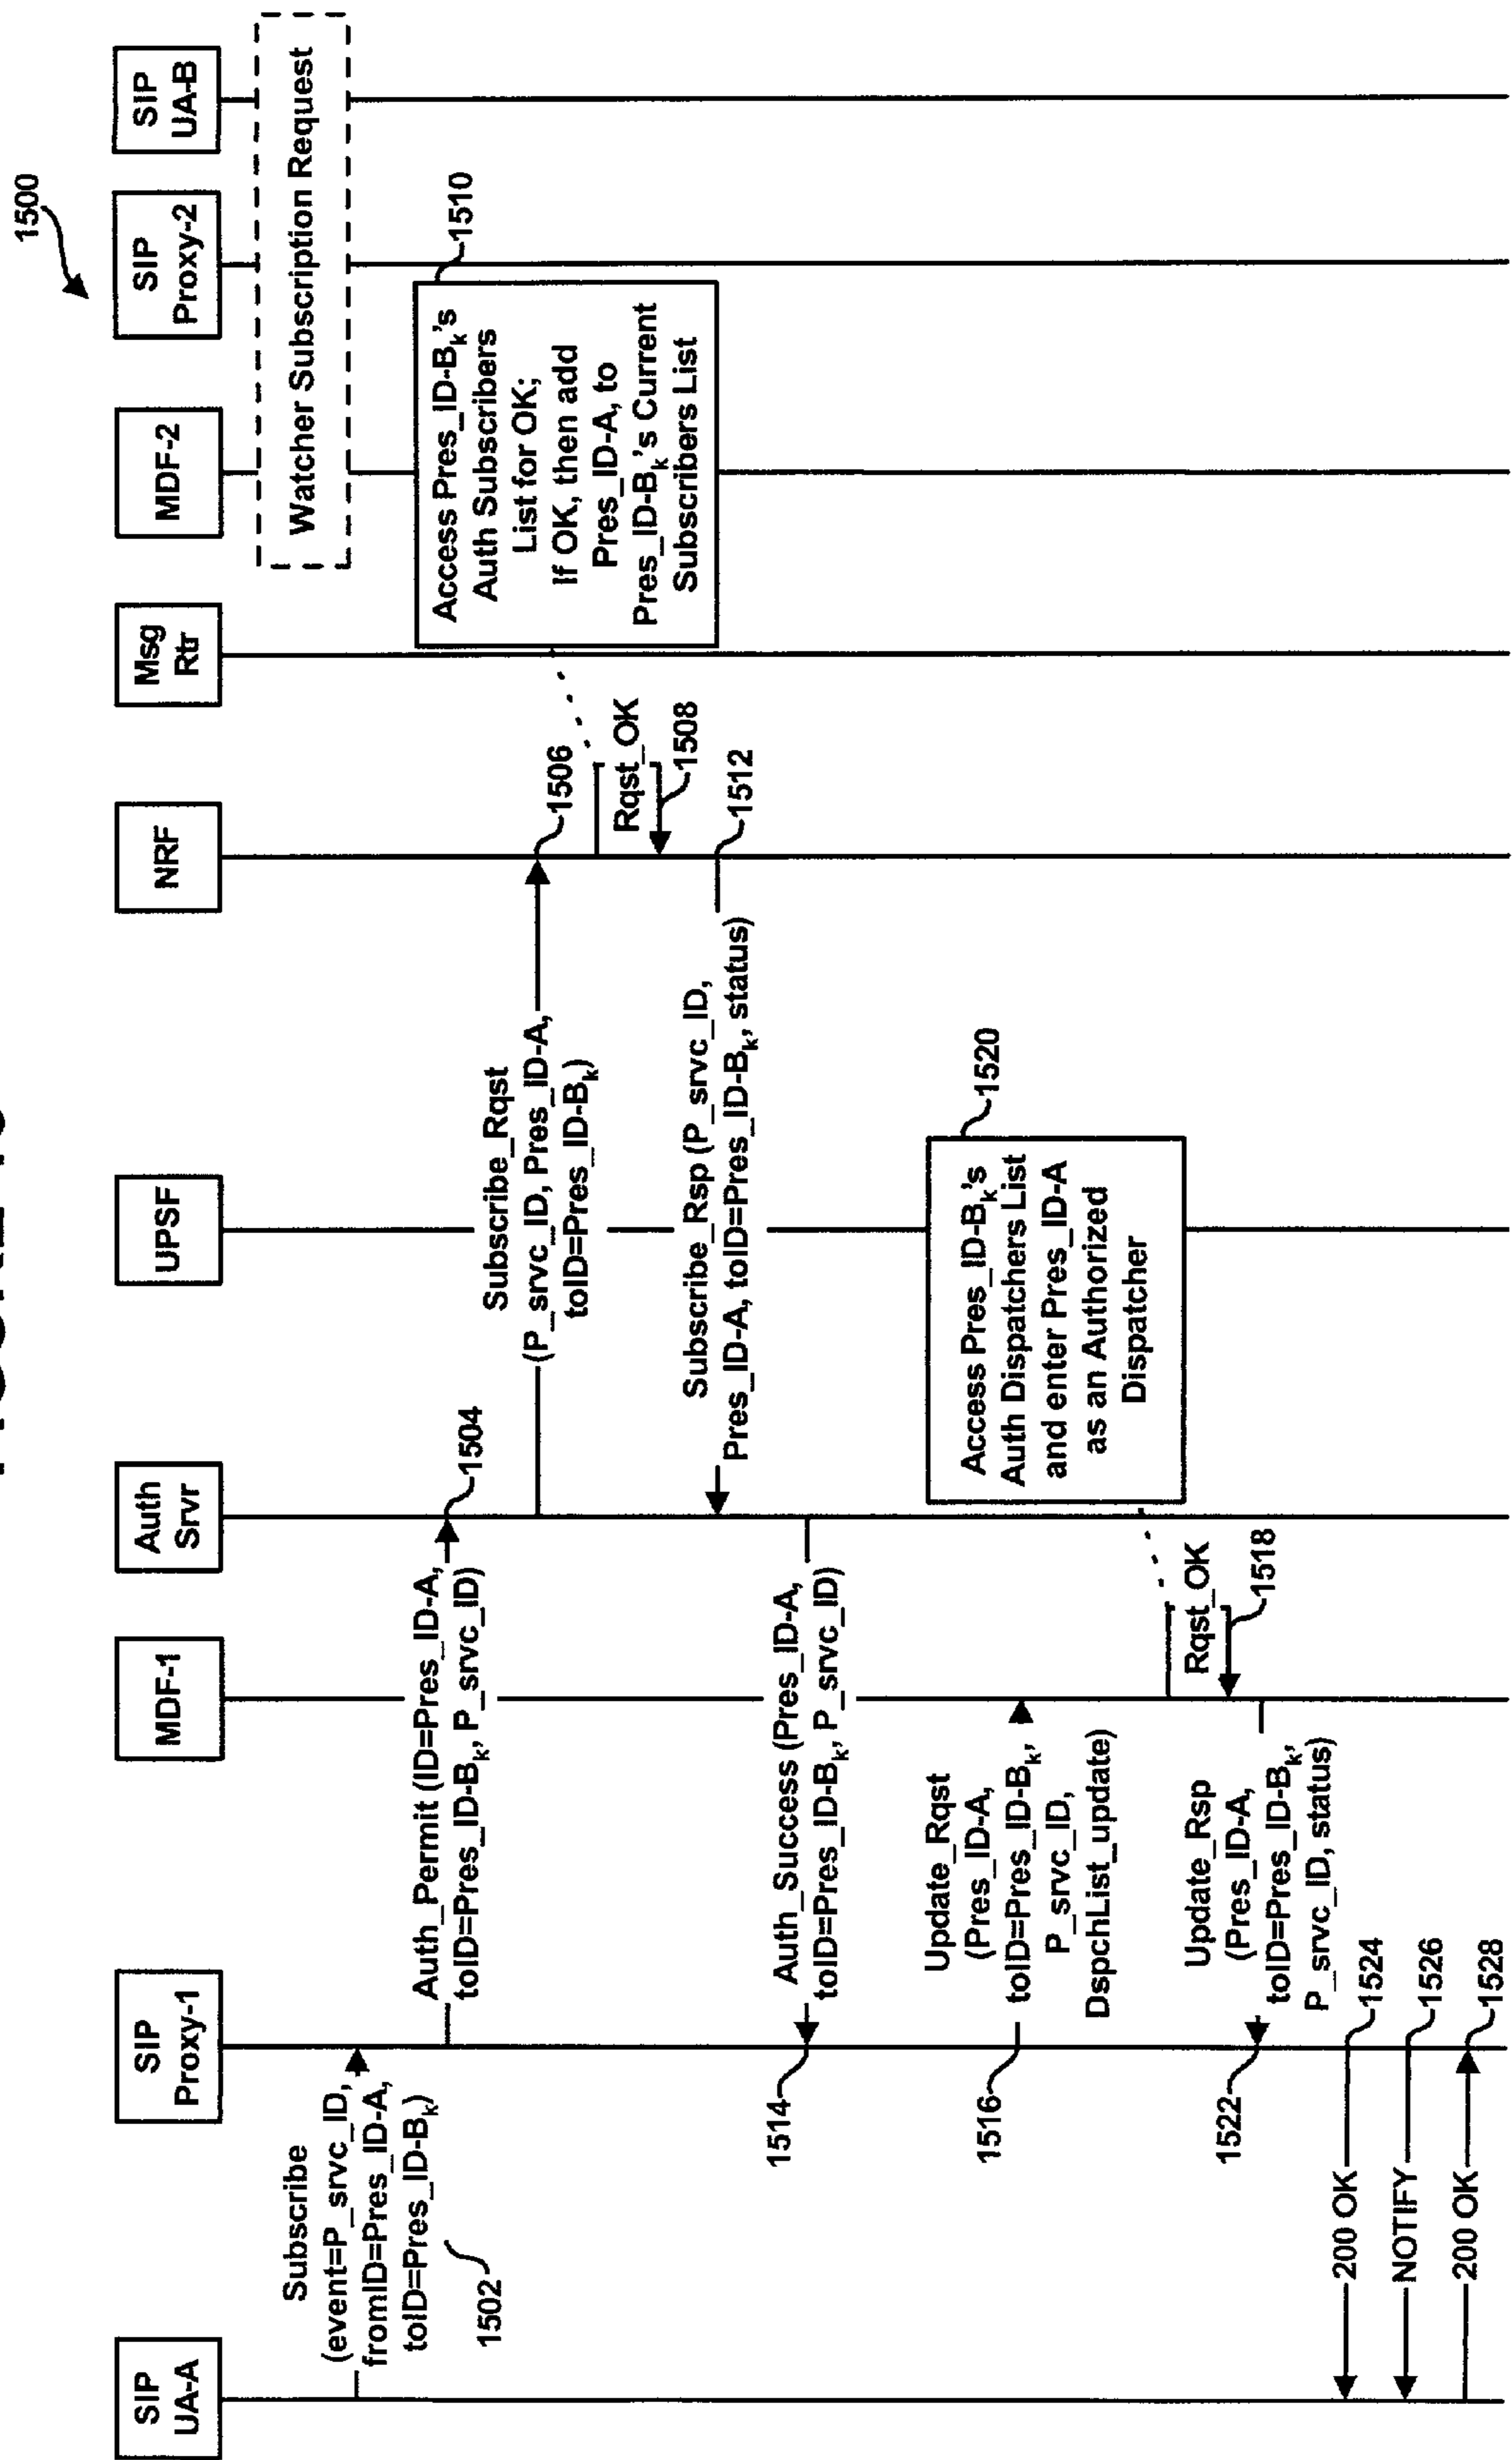 1500
SIP
UA-A
SIP
Proxy-1
MDF-1
Auth
Srvr
UPSF
NRF
Msg
Rtr
MDF-2
SIP
Proxy-2
SIP
UA-B
Watcher Subscription Request
Subscribe
(event=P_srvc_ID,
fromID=Pres_ID-A,
toID=Pres_ID-Bk)
1502
Auth_Permit (ID=Pres_ID-A,
toID=Pres_ID-Bk, P_srvc_ID)
1504
Subscribe_Rqst
(P_srvc_ID, Pres_ID-A,
toID=Pres_ID-Bk)
1506
Access Pres_ID-Bk's
Auth Subscribers
List for OK;
If OK, then add
Pres_ID-A, to
Pres_ID-Bk's Current
Subscribers List
1510
Rqst_OK
1508
1512
Subscribe_Rsp (P_srvc_ID,
Pres_ID-A, toID=Pres_ID-Bk, status)
Auth_Success (Pres_ID-A,
toID=Pres_ID-Bk, P_srvc_ID)
1514
Update_Rqst
(Pres_ID-A,
toID=Pres_ID-Bk,
P_srvc_ID,
DspchList_update)
1516
Access Pres_ID-Bk's
Auth Dispatchers List
and enter Pres_ID-A
as an Authorized
Dispatcher
1520
Rqst_OK
1518
Update_Rsp
(Pres_ID-A,
toID=Pres_ID-Bk,
P_srvc_ID, status)
1522
200 OK
1524
NOTIFY
1526
200 OK
1528